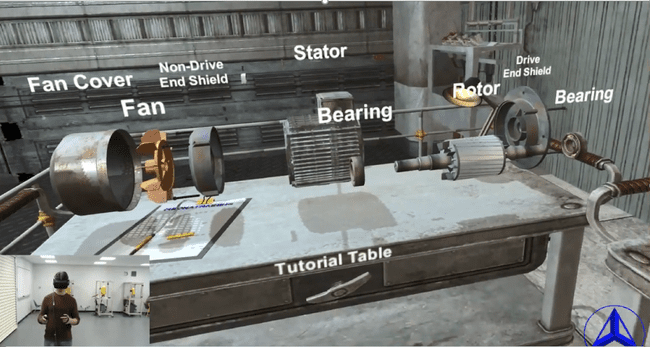 Stator
Fan Cover
Non-Drive
End Shield
Fan
Bearing
Rotor
Drive
End Shield
Bearing
Tutorial Table